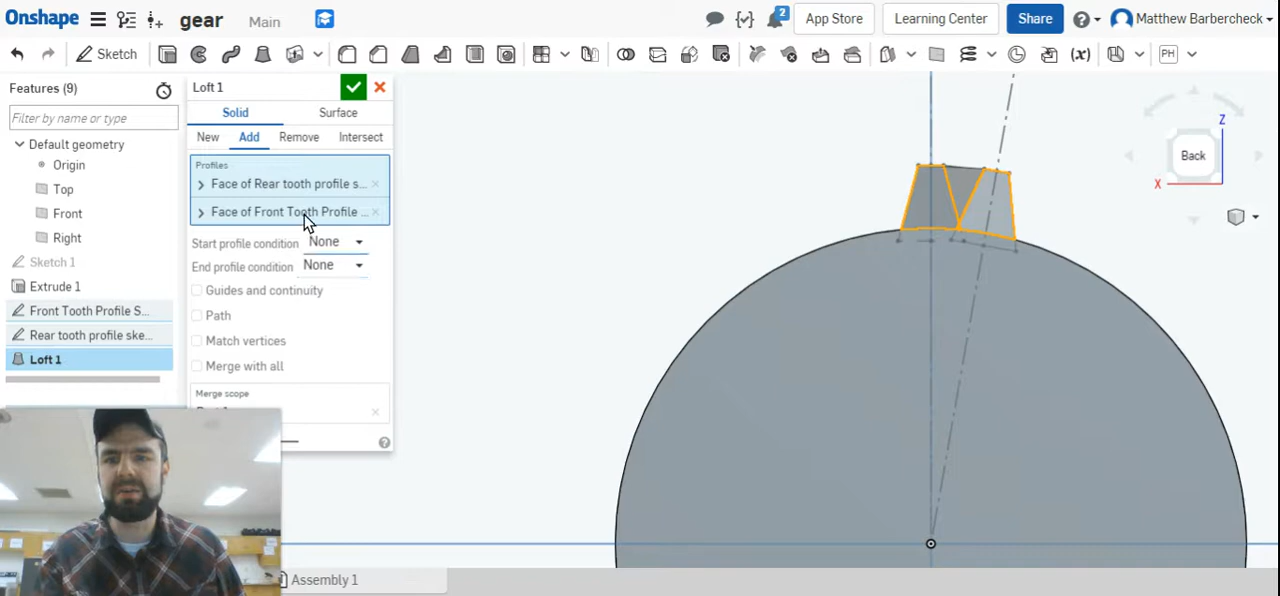 Onshape gear Main 2 App Store Learning Center Share Matthew Barbercheck
Sketch PH
Features (9)
Filter by name or type
Default geometry
Origin
Top
Front
Right
Sketch 1
Extrude 1
Front Tooth Profile S...
Rear tooth profile ske...
Loft 1
Loft 1
Solid Surface
New Add Remove Intersect
Profiles
Face of Rear tooth profile s...
Face of Front Tooth Profile ...
Start profile condition None
End profile condition None
Guides and continuity
Path
Match vertices
Merge with all
Merge scope
Z
Back
X
Assembly 1